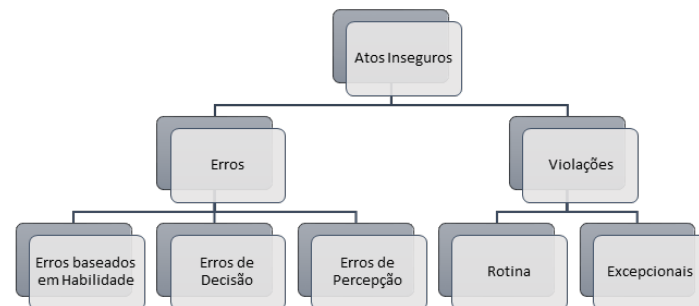 Atos Inseguros
Erros
Violações
Erros baseados
em Habilidade
Erros de
Decisão
Erros de
Percepção
Rotina
Excepcionais